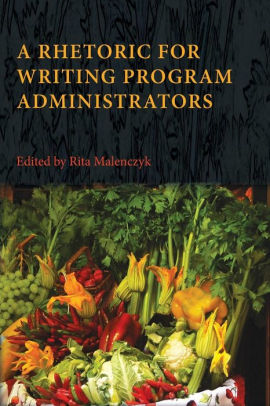 A RHETORIC FOR
WRITING PROGRAM
ADMINISTRATORS
Edited by Rita Malenczyk